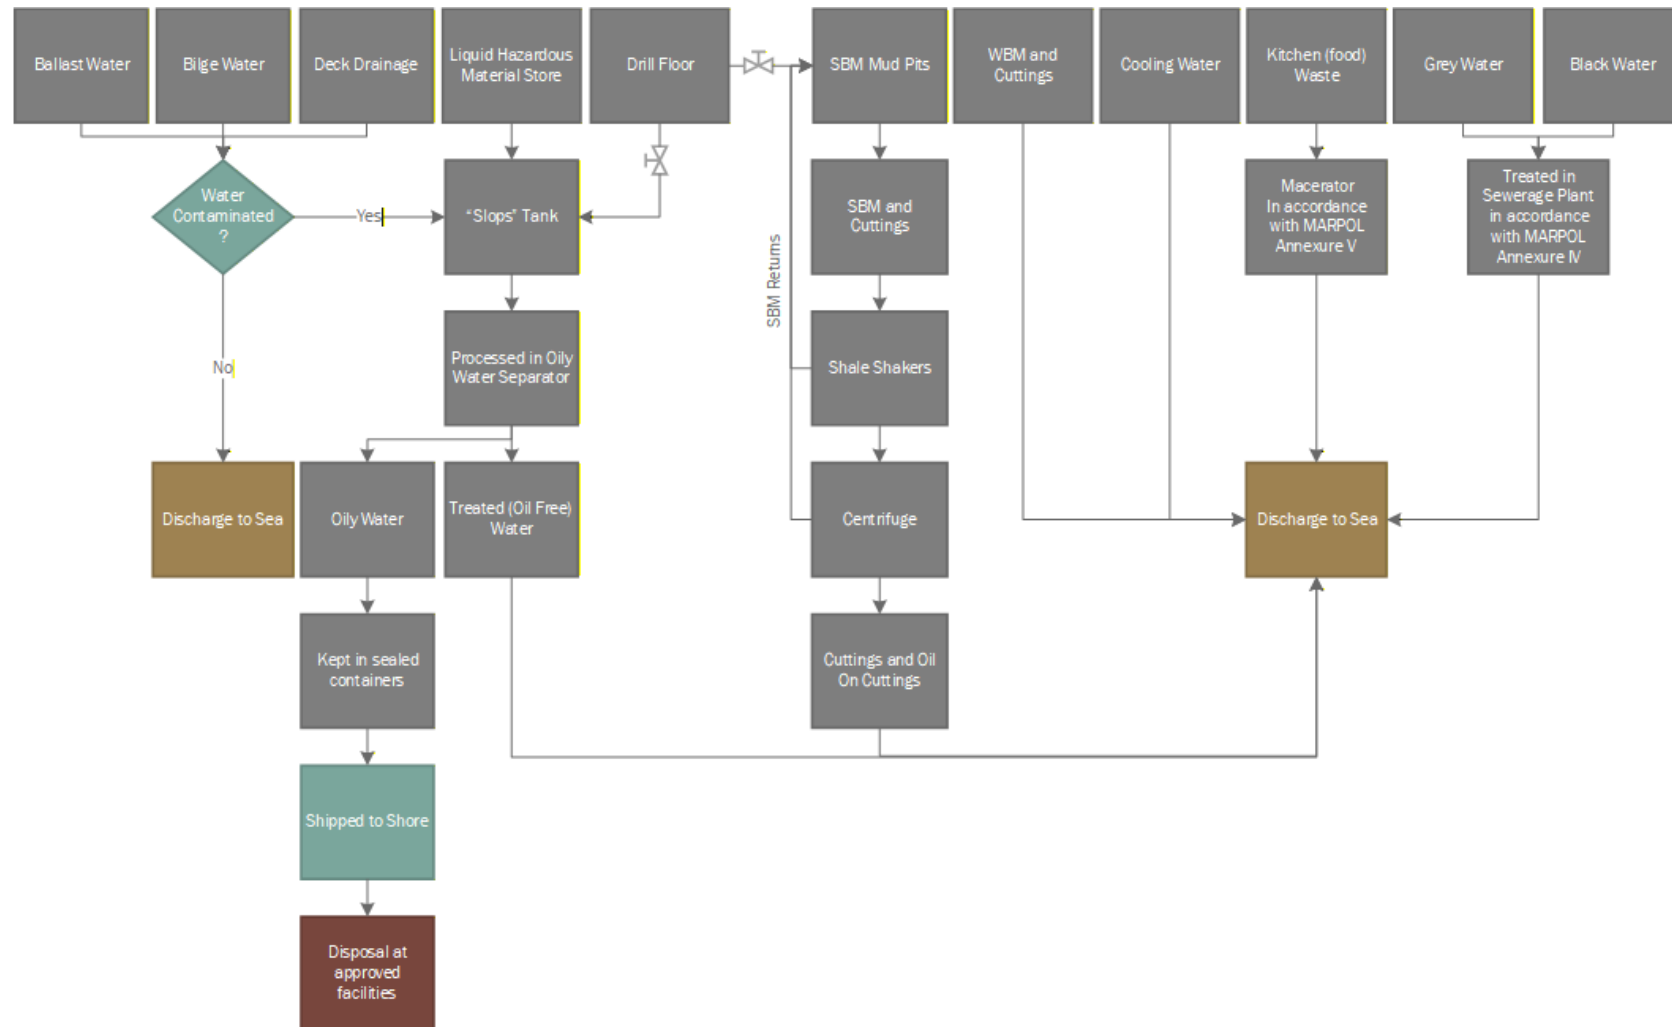 Ballast Water
Bilge Water
Deck Drainage
Liquid Hazardous
Material Store
Drill Floor
SBM Mud Pits
WBM and
Cuttings
Cooling Water
Kitchen (food)
Waste
Grey Water
Black Water
Water
Contaminated
?
Yes
"Slops" Tank
SBM and
Cuttings
Macerator
In accordance
with MARPOL
Annexure V
Treated in
Sewerage Plant
in accordance
with MARPOL
Annexure IV
SBM Returns
No
Processed in Oily
Water Separator
Shale Shakers
Discharge to Sea
Oily Water
Treated (Oil Free)
Water
Centrifuge
Discharge to Sea
Kept in sealed
containers
Cuttings and Oil
On Cuttings
Shipped to Shore
Disposal at
approved
facilities